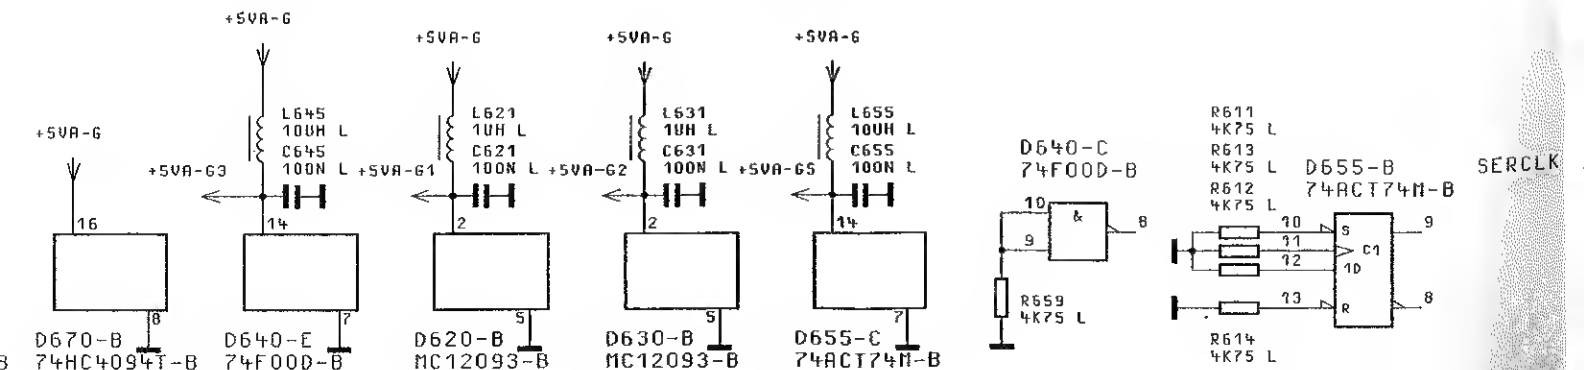 +5VA-G
16
8
D670-B
74HC4094T-B
B
+5VA-G
L645
10UH L
C645
100N L
+5VA-G3
14
7
D640-E
74F00D-B
+5VA-G
L621
1UH L
C621
100N L
+5VA-G1
2
5
D620-B
MC12093-B
+5VA-G
L631
1UH L
C631
100N L
+5VA-G2
2
5
D630-B
MC12093-B
+5VA-G
L655
10UH L
C655
100N L
+5VA-G5
14
7
D655-C
74ACT74M-B
D640-C
74F00D-B
10
9
&
8
R659
4K75 L
R611
4K75 L
R613
4K75 L
R612
4K75 L
D655-B
74ACT74M-B
10
11
12
13
S
C1
1D
R
9
8
R614
4K75 L
SERCLK